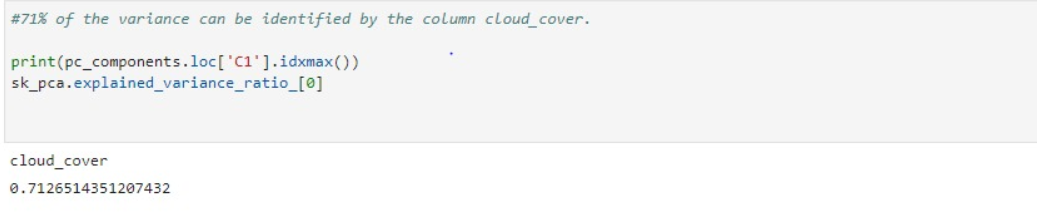 #71% of the variance can be identified by the column cloud_cover.
print(pc_components.loc['C1'].idxmax())
sk_pca.explained_variance_ratio_[0]
cloud_cover
0.7126514351207432